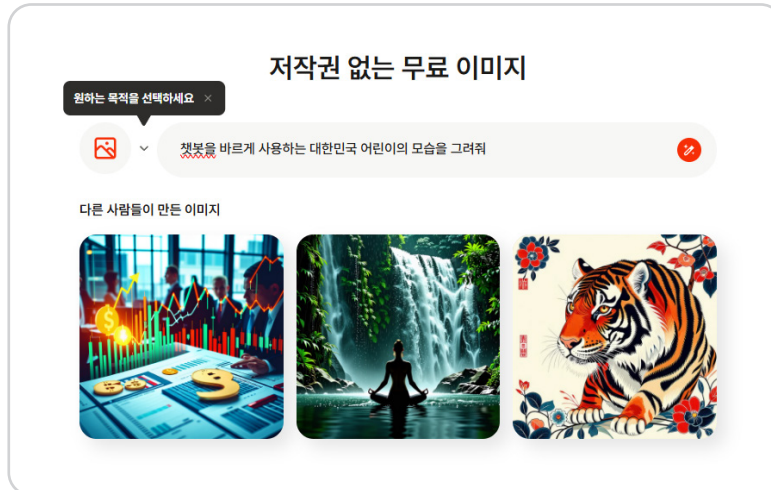 저작권 없는 무료 이미지
원하는 목적을 선택하세요 ×
챗봇을 바르게 사용하는 대한민국 어린이의 모습을 그려줘
다른 사람들이 만든 이미지
$